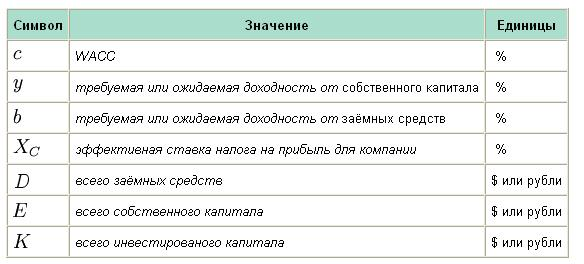 Символ Значение Единицы
c WACC %
y требуемая или ожидаемая доходность от собственного капитала %
b требуемая или ожидаемая доходность от заёмных средств %
X_C эффективная ставка налога на прибыль для компании %
D всего заёмных средств $ или рубли
E всего собственного капитала $ или рубли
K всего инвестированого капитала $ или рубли